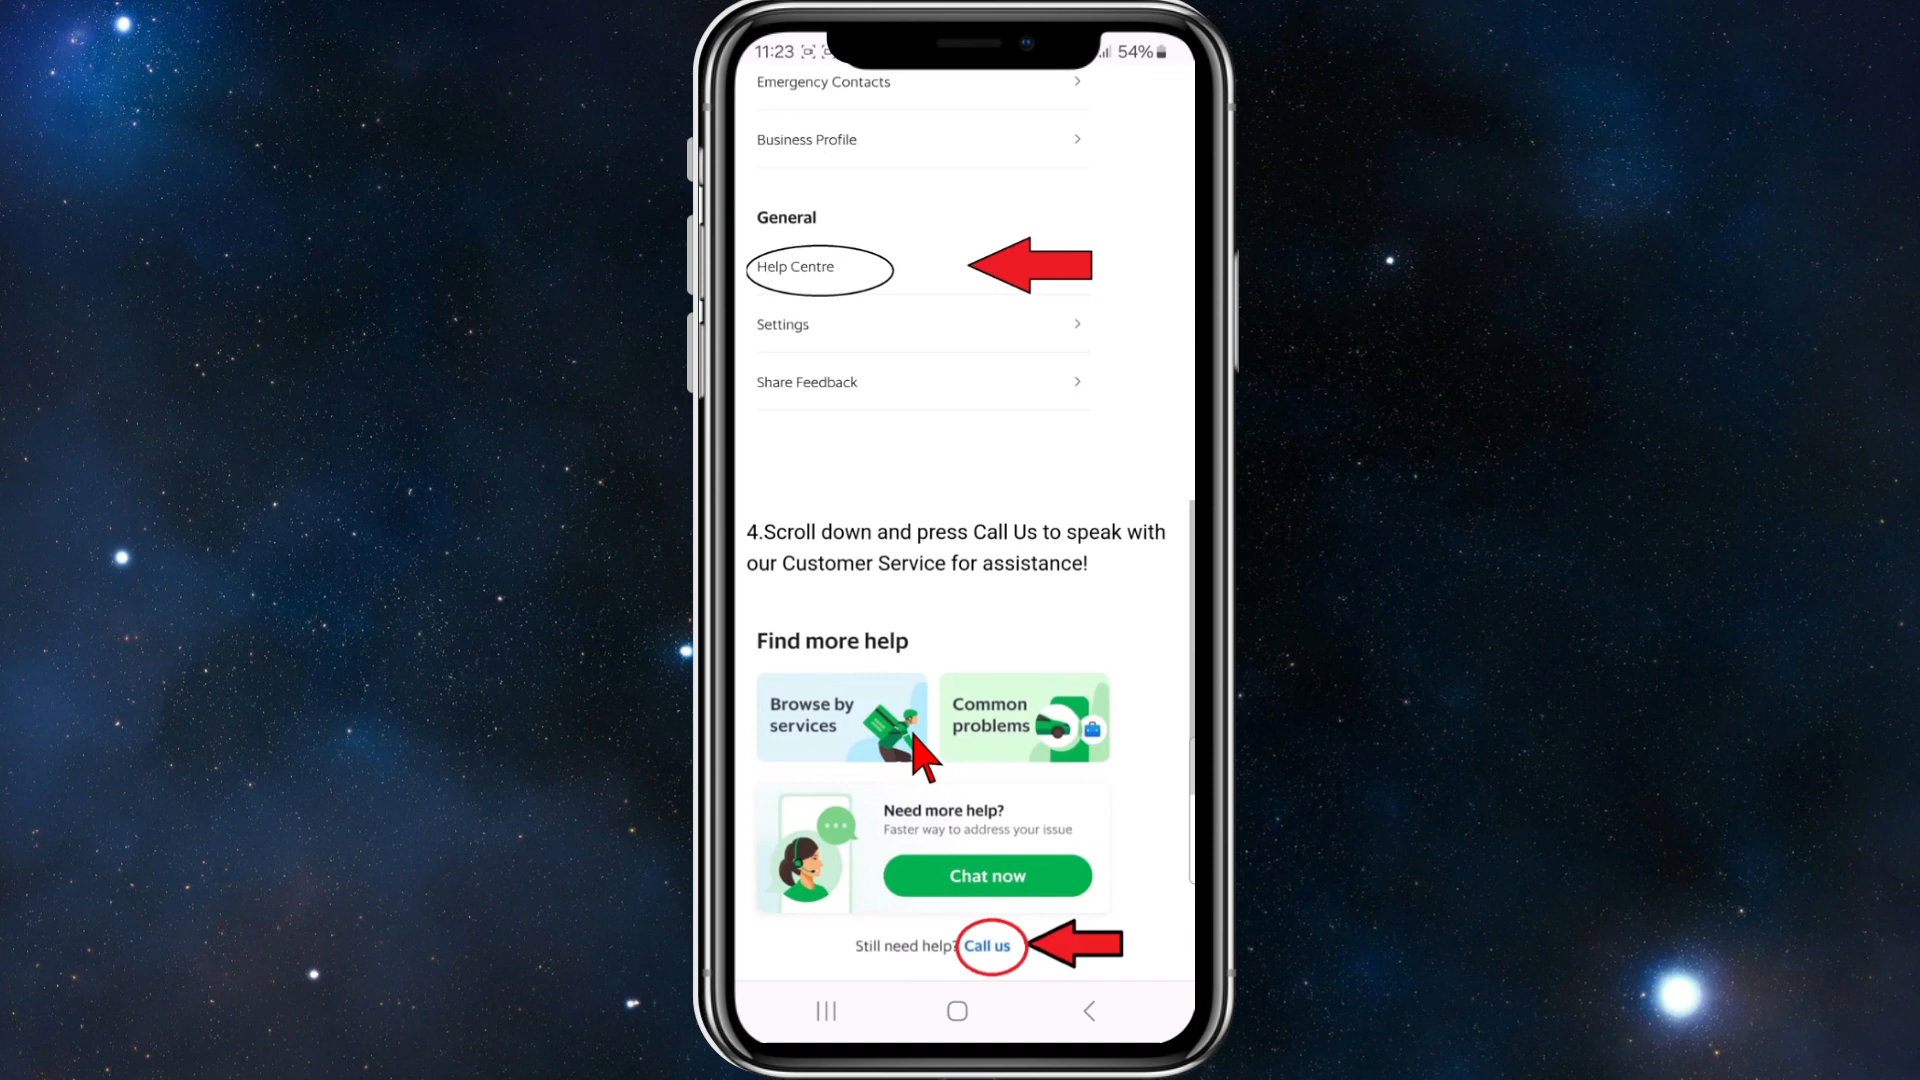 11:23
54%
Emergency Contacts
Business Profile
General
Help Centre
Settings
Share Feedback
4.Scroll down and press Call Us to speak with
our Customer Service for assistance!
Find more help
Browse by
services
Common
problems
Need more help?
Faster way to address your issue
Chat now
Still need help? Call us